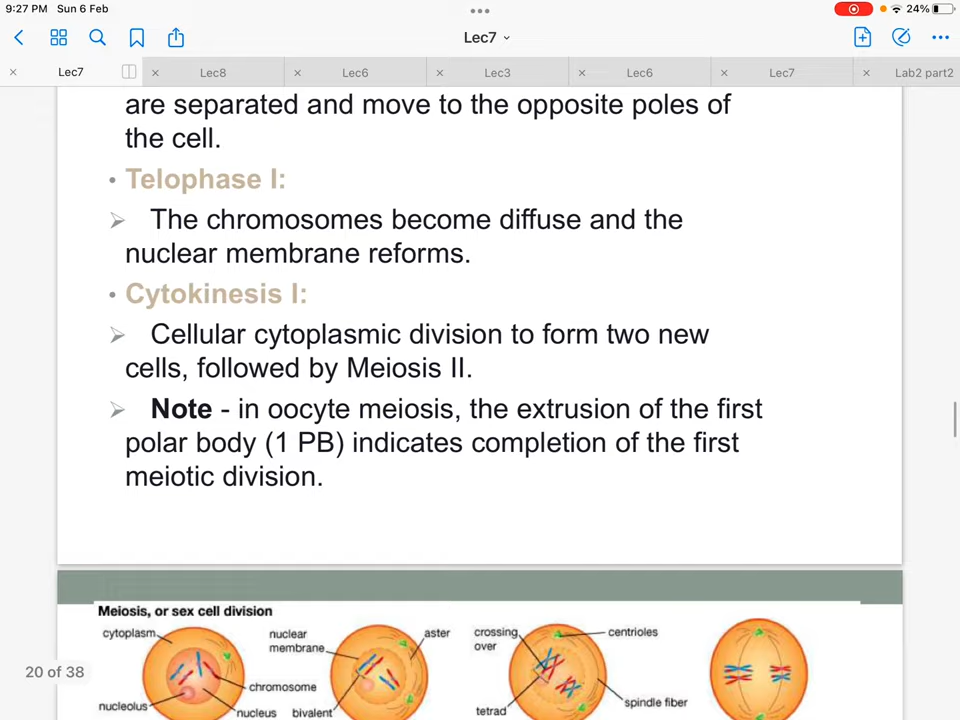 9:27 PM Sun 6 Feb
24%
Lec7
Lec7
Lec8
Lec6
Lec3
Lec6
Lec7
Lab2 part2
are separated and move to the opposite poles of
the cell.
• Telophase I:
➢ The chromosomes become diffuse and the
nuclear membrane reforms.
• Cytokinesis I:
➢ Cellular cytoplasmic division to form two new
cells, followed by Meiosis II.
➢ Note - in oocyte meiosis, the extrusion of the first
polar body (1 PB) indicates completion of the first
meiotic division.
Meiosis, or sex cell division
cytoplasm
nuclear
membrane
aster
crossing
over
centrioles
20 of 38
chromosome
nucleolus
nucleus
bivalent
tetrad
spindle fiber